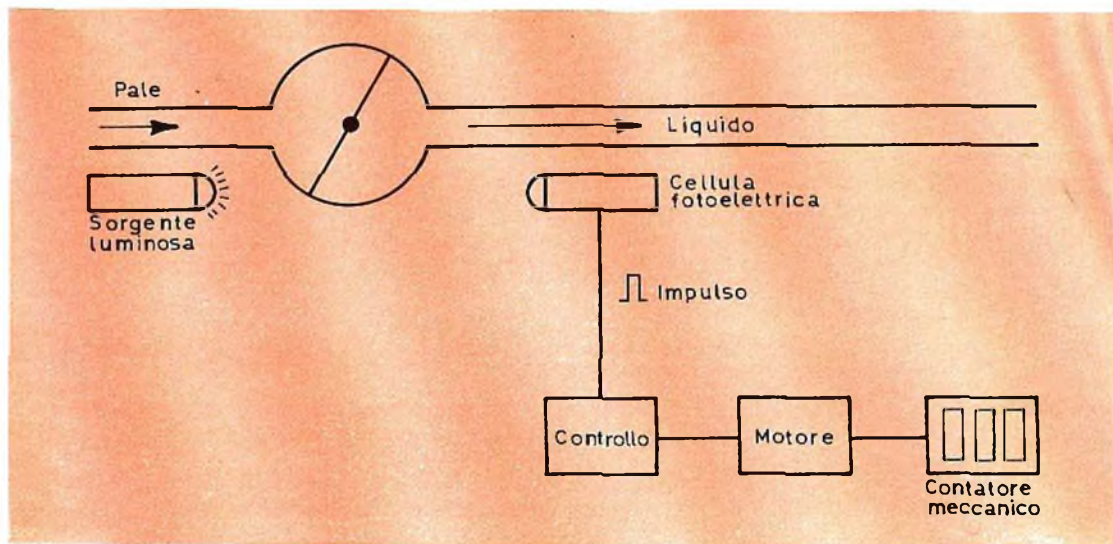 Pale
Liquido
Sorgente
luminosa
Cellula
fotoelettrica
Impulso
Controllo
Motore
Contatore
meccanico